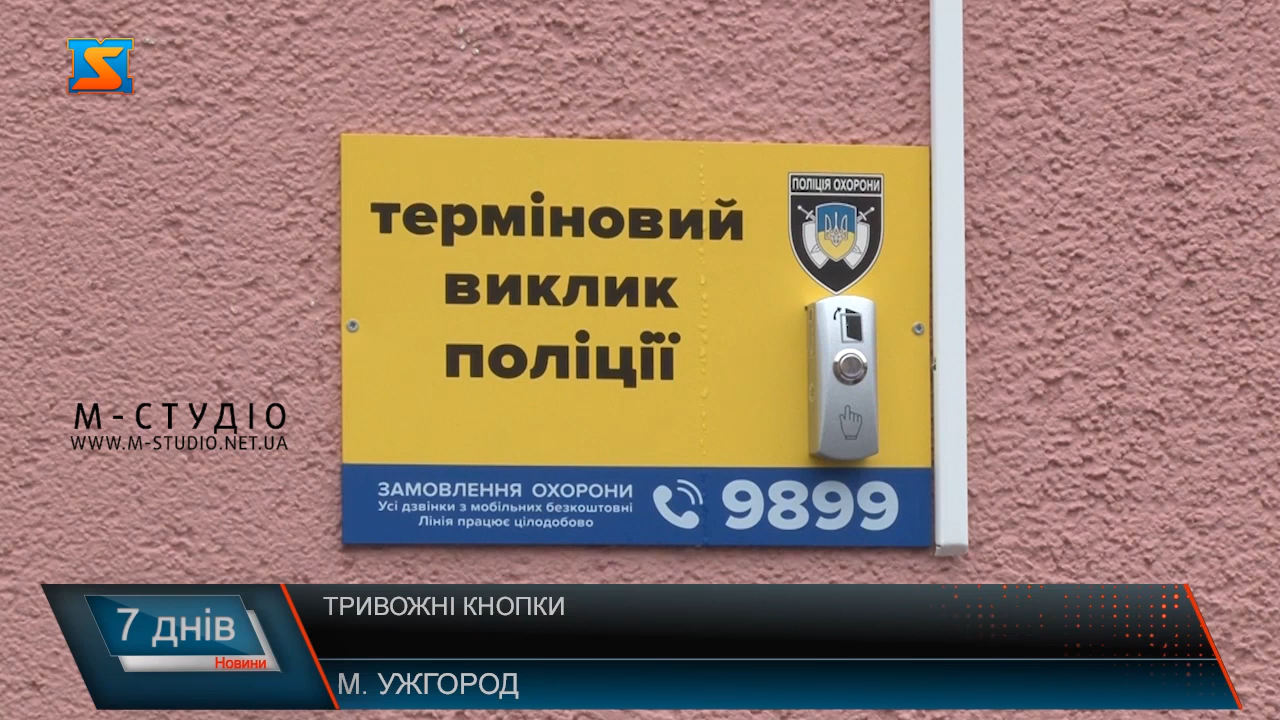 ПОЛІЦІЯ ОХОРОНИ
терміновий
виклик
поліції
М-СТУДІО
WWW.M-STUDIO.NET.UA
ЗАМОВЛЕННЯ ОХОРОНИ
Усі дзвінки з мобільних безкоштовні
Лінія працює цілодобово
9899
7 днів
Новини
ТРИВОЖНІ КНОПКИ
М. УЖГОРОД